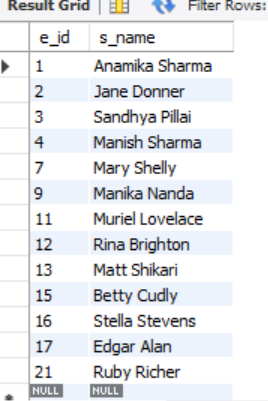 Result Grid Filter Rows:
e_id s_name
1 Anamika Sharma
2 Jane Donner
3 Sandhya Pillai
4 Manish Sharma
7 Mary Shelly
9 Manika Nanda
11 Muriel Lovelace
12 Rina Brighton
13 Matt Shikari
15 Betty Cudly
16 Stella Stevens
17 Edgar Alan
21 Ruby Richer
NULL NULL